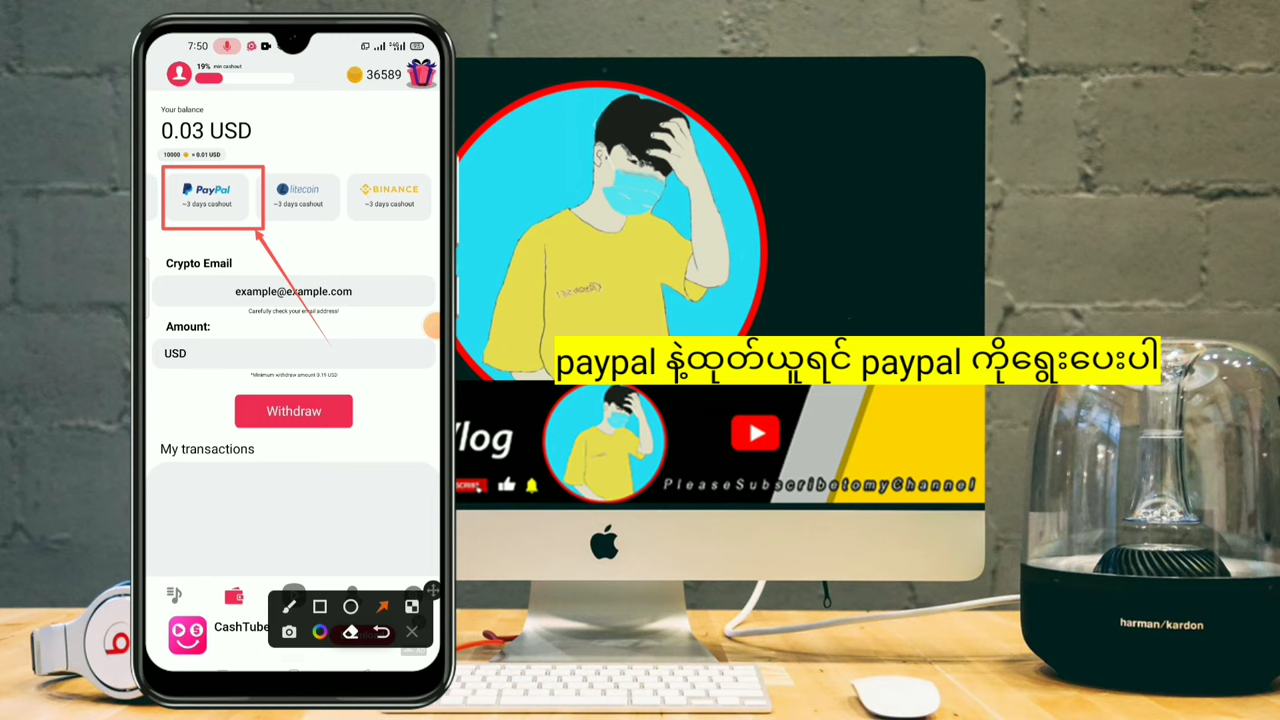 7:50
19% min cashout
36589
Your balance
0.03 USD
10000 = 0.01 USD
PayPal
~3 days cashout
litecoin
~3 days cashout
BINANCE
~3 days cashout
Crypto Email
example@example.com
Carefully check your email address!
Amount:
USD
*Minimum withdraw amount 0.19 USD
Withdraw
My transactions
CashTube
paypal နဲ့ထုတ်ယူရင် paypal ကိုရွေးပေးပါ
Vlog
PleaseSubscribetomyChannel
harman/kardon